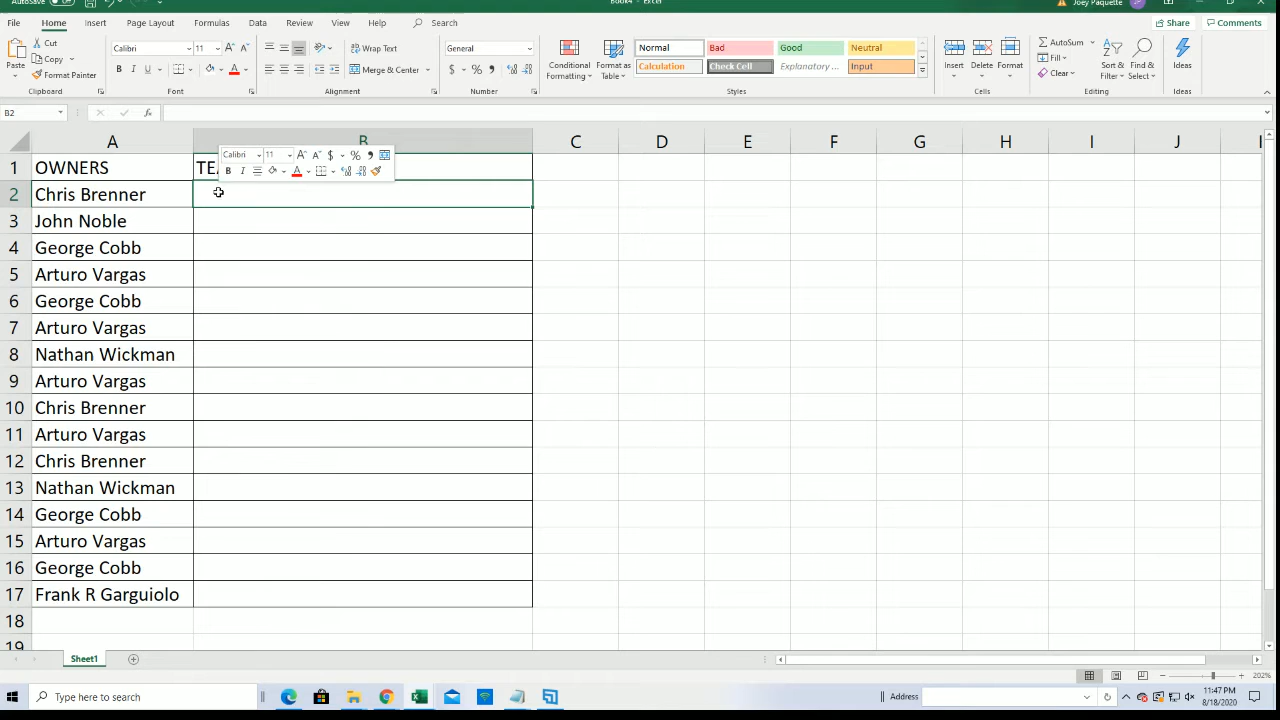 AutoSave
Book4 - Excel
Joey Paquette
File Home Insert Page Layout Formulas Data Review View Help Search Share Comments
Cut Calibri 11 Wrap Text General Normal Bad Good Neutral AutoSum
Copy Fill
Paste Format Painter Merge & Center Conditional Formatting Format as Table Calculation Check Cell Explanatory ... Input Insert Delete Format Clear Sort & Filter Find & Select Ideas
Clipboard Font Alignment Number Styles Cells Editing Ideas
B2 fx
A B C D E F G H I J
Calibri 11
1 OWNERS
2 Chris Brenner
3 John Noble
4 George Cobb
5 Arturo Vargas
6 George Cobb
7 Arturo Vargas
8 Nathan Wickman
9 Arturo Vargas
10 Chris Brenner
11 Arturo Vargas
12 Chris Brenner
13 Nathan Wickman
14 George Cobb
15 Arturo Vargas
16 George Cobb
17 Frank R Garguiolo
18
19
Sheet1
202%
Type here to search
Address
11:47 PM
8/18/2020